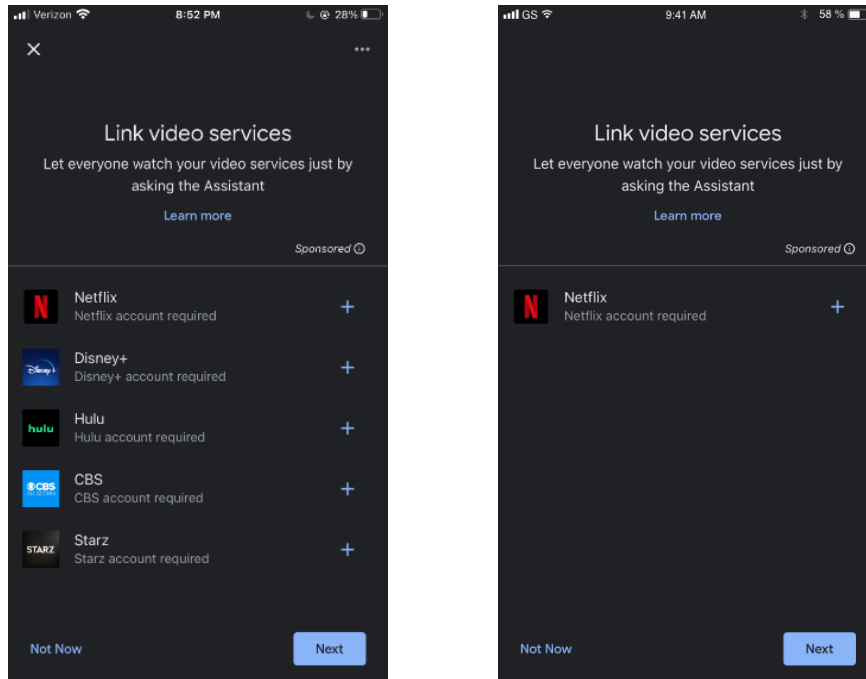 Verizon 8:52 PM 28%
Link video services
Let everyone watch your video services just by
asking the Assistant
Learn more
Sponsored
N Netflix
Netflix account required
Disney+ Disney+
Disney+ account required
hulu Hulu
Hulu account required
CBS CBS
ALL ACCESS CBS account required
STARZ Starz
Starz account required
Not Now Next
GS 9:41 AM 58 %
Link video services
Let everyone watch your video services just by
asking the Assistant
Learn more
Sponsored
N Netflix
Netflix account required
Not Now Next